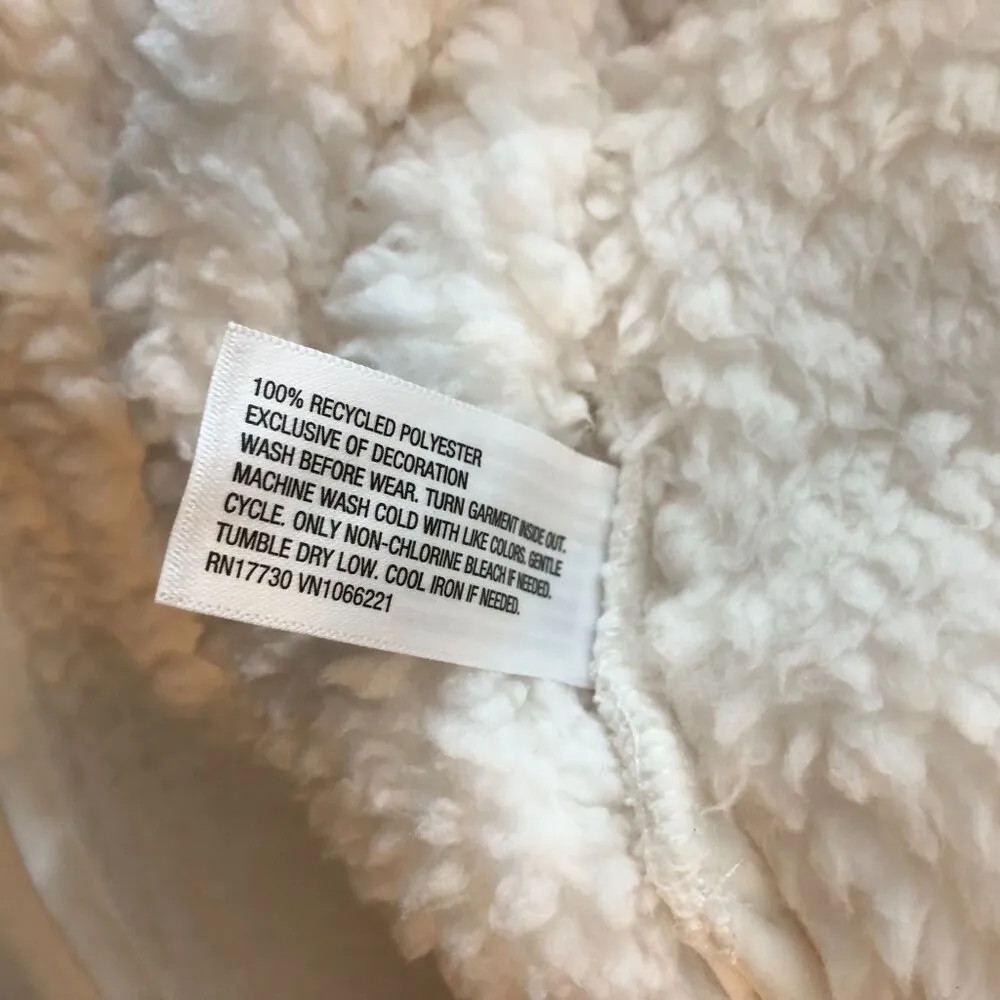 100% RECYCLED POLYESTER
EXCLUSIVE OF DECORATION
WASH BEFORE WEAR. TURN GARMENT INSIDE OUT.
MACHINE WASH COLD WITH LIKE COLORS. GENTLE
CYCLE. ONLY NON-CHLORINE BLEACH IF NEEDED.
TUMBLE DRY LOW. COOL IRON IF NEEDED.
RN17730 VN1066221